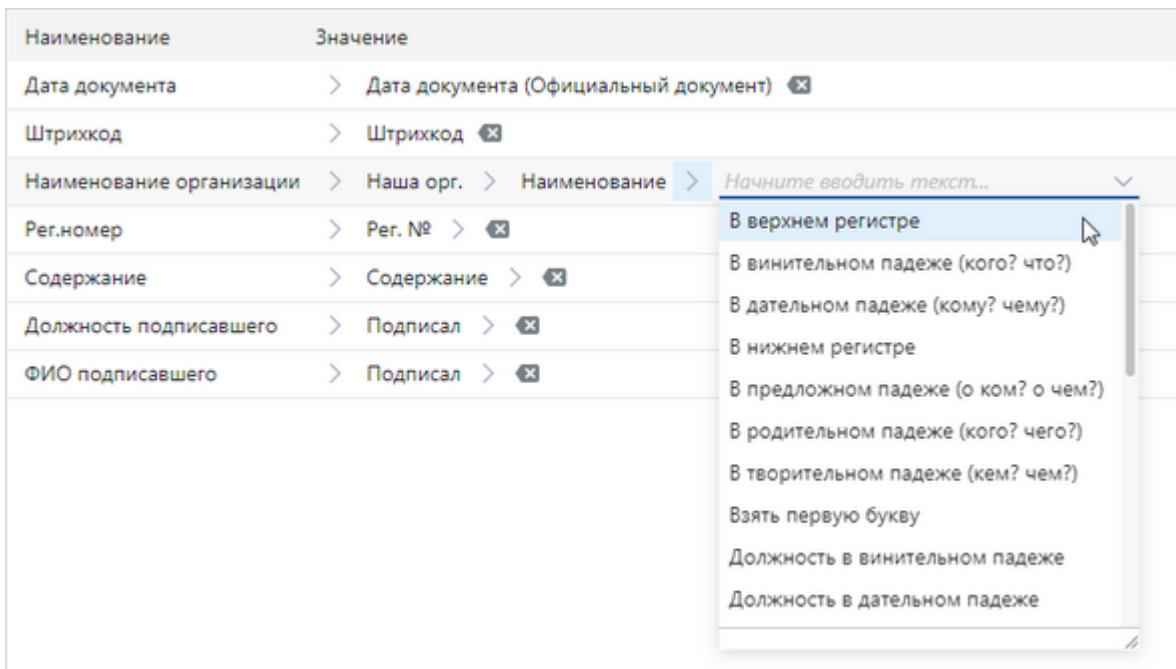 Наименование Значение
Дата документа Дата документа (Официальный документ)
Штрихкод Штрихкод
Наименование организации Наша орг. Наименование Начните вводить текст...
Рег.номер Рег. №
Содержание Содержание
Должность подписавшего Подписал
ФИО подписавшего Подписал
В верхнем регистре
В винительном падеже (кого? что?)
В дательном падеже (кому? чему?)
В нижнем регистре
В предложном падеже (о ком? о чем?)
В родительном падеже (кого? чего?)
В творительном падеже (кем? чем?)
Взять первую букву
Должность в винительном падеже
Должность в дательном падеже